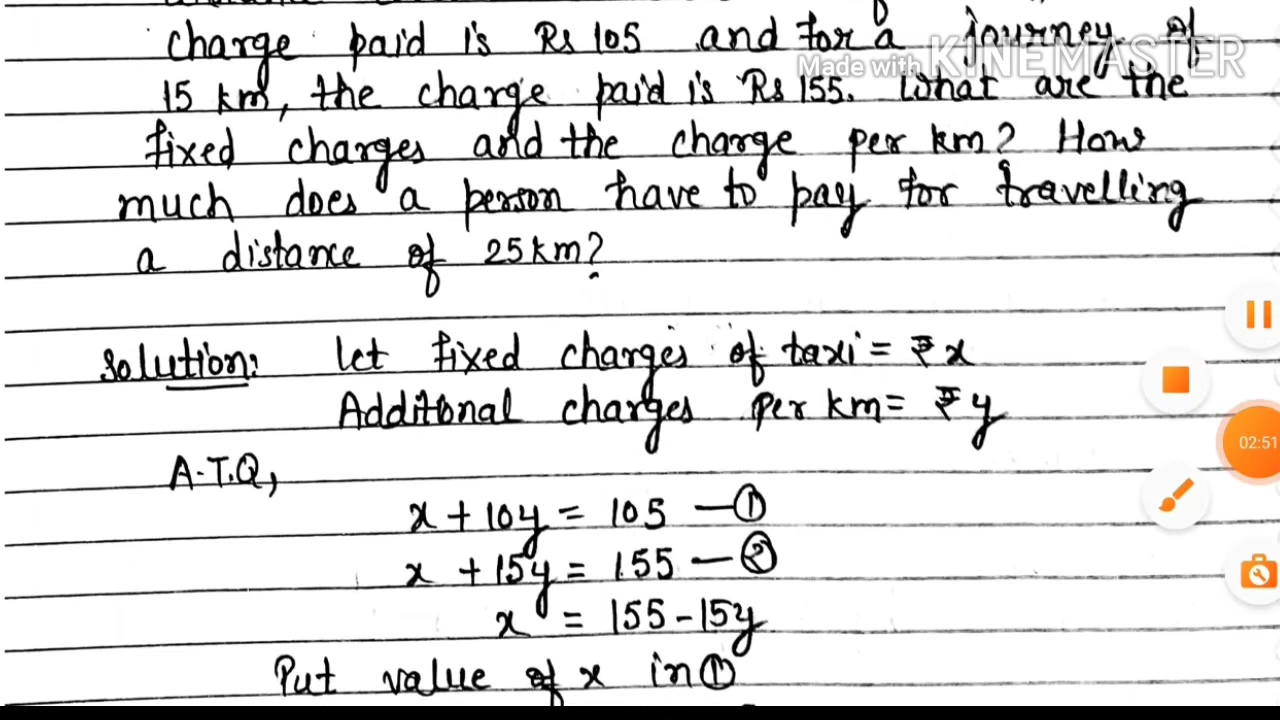 charge paid is Rs 105 and for a journey of
Made with KINEMASTER
15 km, the charge paid is Rs 155. What are the
fixed charges and the charge per km? How
much does a person have to pay for travelling
a distance of 25km?
Solution: Let fixed charges of taxi = ₹ x
Additional charges per km = ₹ y
02:51
A.T.Q,
x + 10y = 105 — ①
x + 15y = 155 — ②
x = 155 - 15y
Put value of x in ①